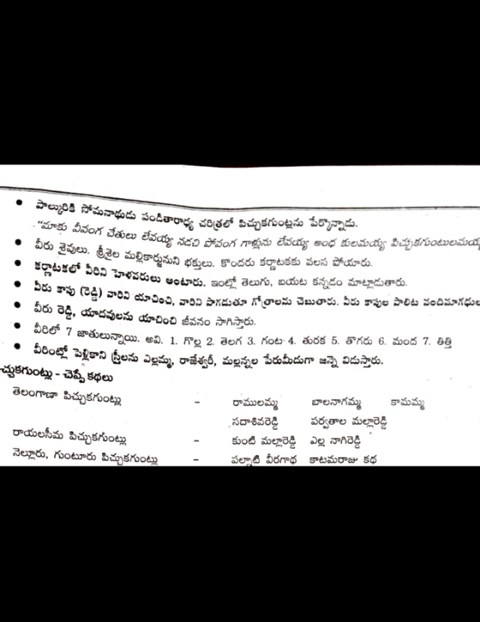 • పాల్కురికి సోమనాథుడు పండితారాధ్య చరిత్రలో పిచ్చుకగుంట్లను పేర్కొన్నాడు.
"మాకు వీవంగ చేతులు లేవయ్య నడచి పోవంగ గాళ్లును లేవయ్య అంధ కులమయ్య పిచ్చుకగుంటులమయ్య
• వీరు శైవులు. శ్రీశైల మల్లికార్జునుని భక్తులు. కొందరు కర్ణాటకకు వలస పోయారు.
• కర్ణాటకలో వీరిని హెళవరులు అంటారు. ఇంట్లో తెలుగు, బయట కన్నడం మాట్లాడుతారు.
• వీరు కాపు (రెడ్డి) వారిని యాచించి, వారిని పొగడుతూ గోత్రాలను చెబుతారు. వీరు కాపుల పాలిట వందిమాగధుల
• వీరు రెడ్డి, యాదవులను యాచించి జీవనం సాగిస్తారు.
• వీరిలో 7 జాతులున్నాయి. అవి. 1. గొల్ల 2. తెలగ 3. గంట 4. తురక 5. తొగరు 6. మంద 7. తిత్తి
• వీరింట్లో పెళ్లికాని స్త్రీలను ఎల్లమ్మ, రాజేశ్వరీ, మల్లన్నల పేరుమీదుగా జన్నె విడుస్తారు.
చ్చుకగుంట్లు - చెప్పే కథలు
తెలంగాణా పిచ్చుకగుంట్లు – రాములమ్మ బాలనాగమ్మ కామమ్మ
సదాశివరెడ్డి పర్వతాల మల్లారెడ్డి
రాయలసీమ పిచ్చుకగుంట్లు – కుంటి మల్లారెడ్డి ఎల్ల నాగిరెడ్డి
నెల్లూరు, గుంటూరు పిచ్చుకగుంట్లు – పల్నాటి వీరగాథ కాటమరాజు కథ